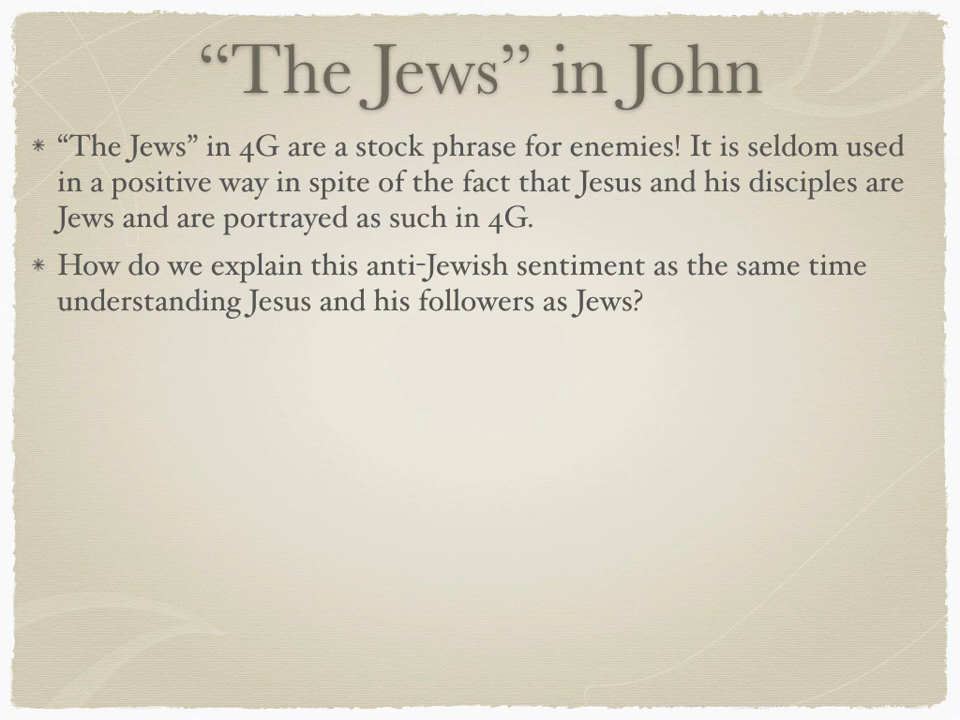 “The Jews” in John
* “The Jews” in 4G are a stock phrase for enemies! It is seldom used
in a positive way in spite of the fact that Jesus and his disciples are
Jews and are portrayed as such in 4G.
* How do we explain this anti-Jewish sentiment as the same time
understanding Jesus and his followers as Jews?